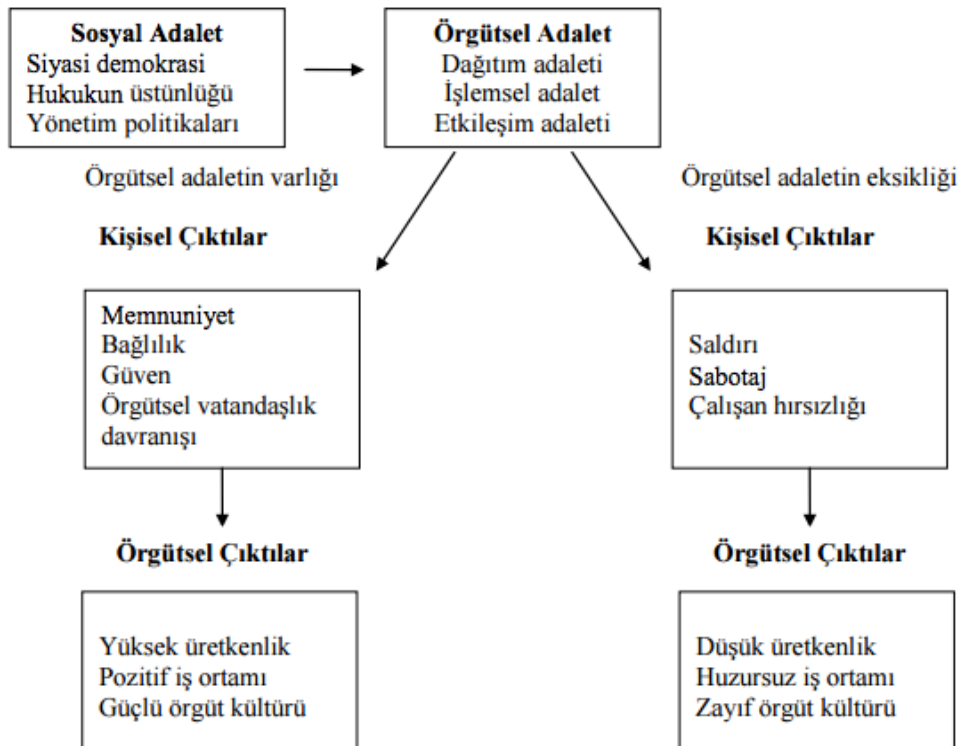 Sosyal Adalet
Siyasi demokrasi
Hukukun üstünlüğü
Yönetim politikaları
Örgütsel Adalet
Dağıtım adaleti
İşlemsel adalet
Etkileşim adaleti
Örgütsel adaletin varlığı
Örgütsel adaletin eksikliği
Kişisel Çıktılar
Kişisel Çıktılar
Memnuniyet
Bağlılık
Güven
Örgütsel vatandaşlık
davranışı
Saldırı
Sabotaj
Çalışan hırsızlığı
Örgütsel Çıktılar
Örgütsel Çıktılar
Yüksek üretkenlik
Pozitif iş ortamı
Güçlü örgüt kültürü
Düşük üretkenlik
Huzursuz iş ortamı
Zayıf örgüt kültürü